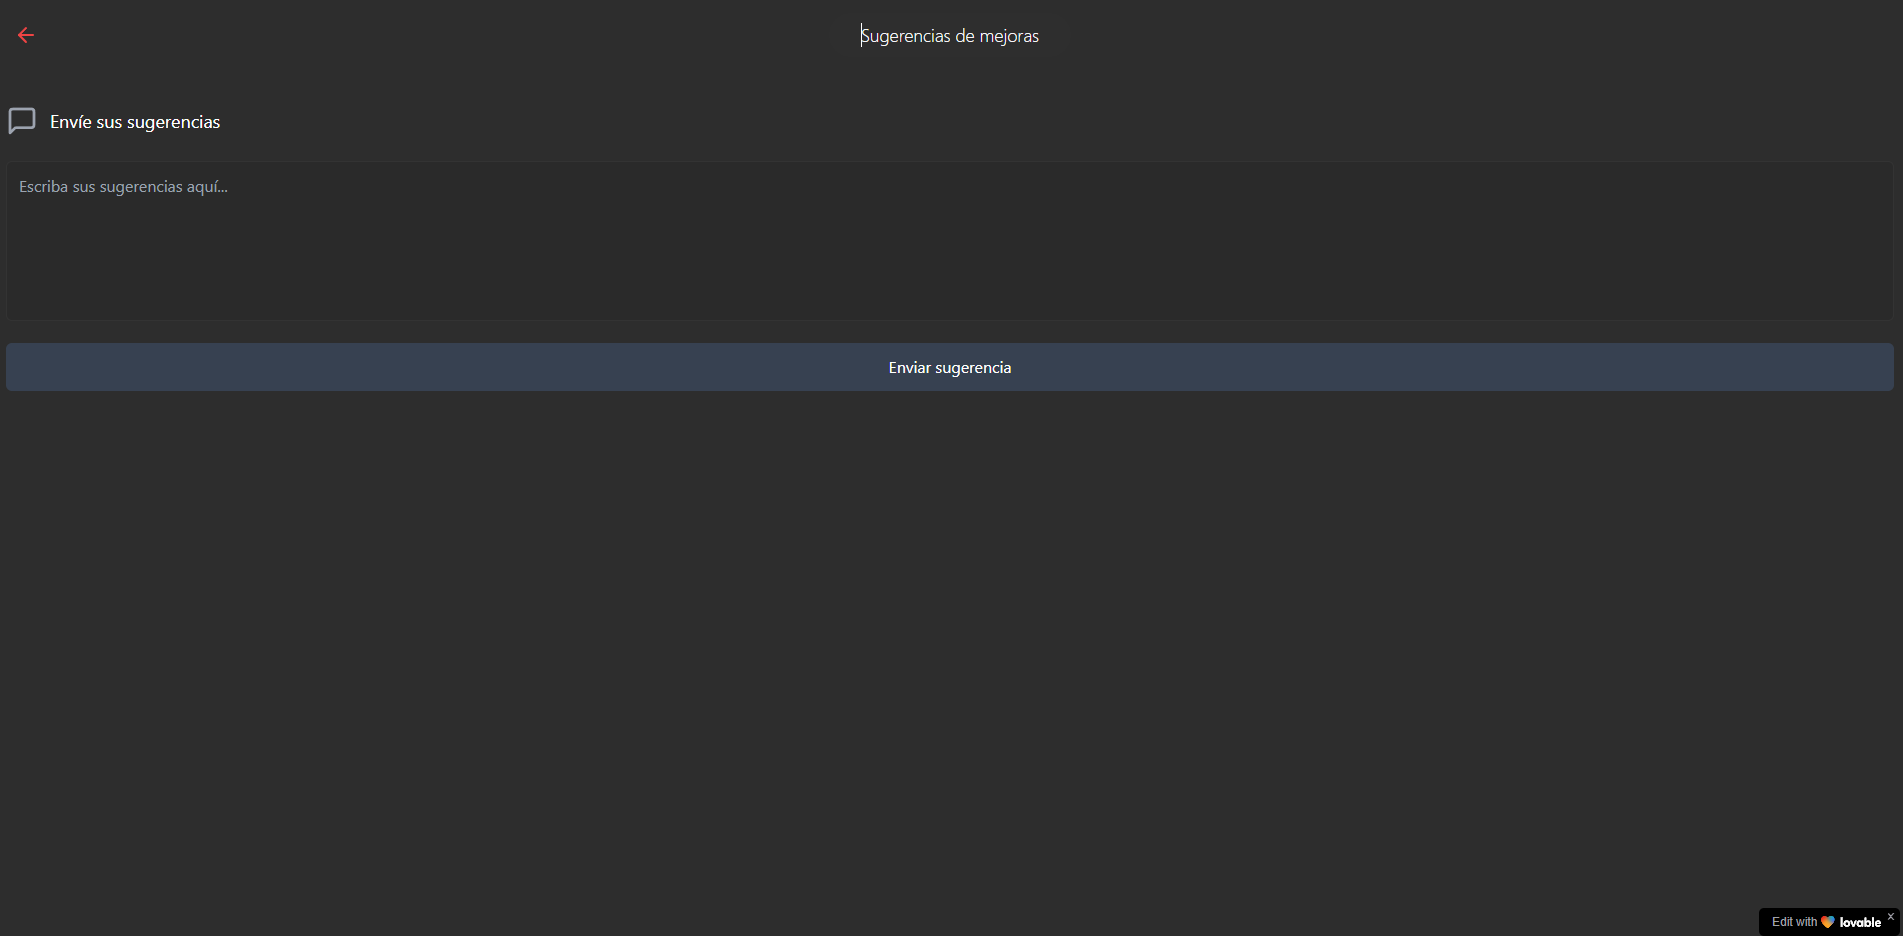 Sugerencias de mejoras
Envíe sus sugerencias
Escriba sus sugerencias aquí...
Enviar sugerencia
Edit with lovable x